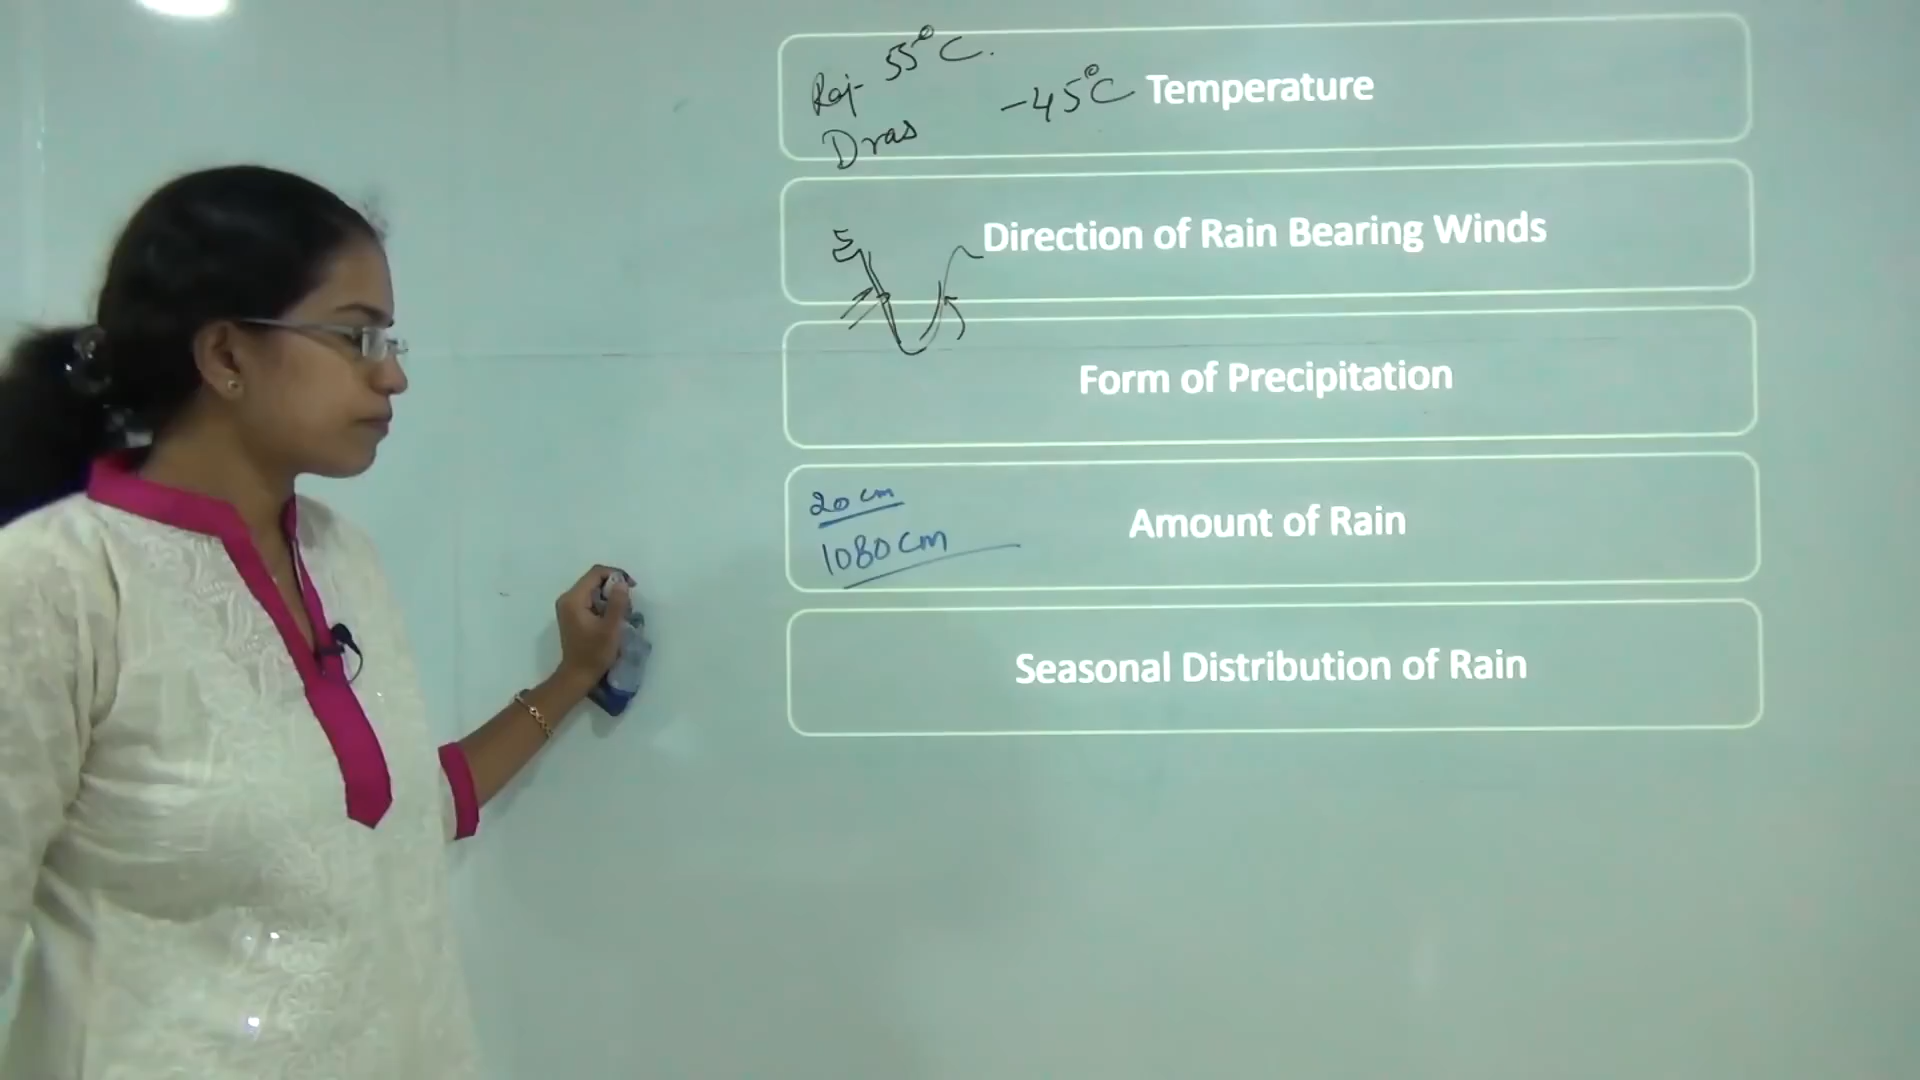 Raj- 55°C.
Dras -45°C Temperature
Direction of Rain Bearing Winds
Form of Precipitation
20 cm
1080 cm
Amount of Rain
Seasonal Distribution of Rain